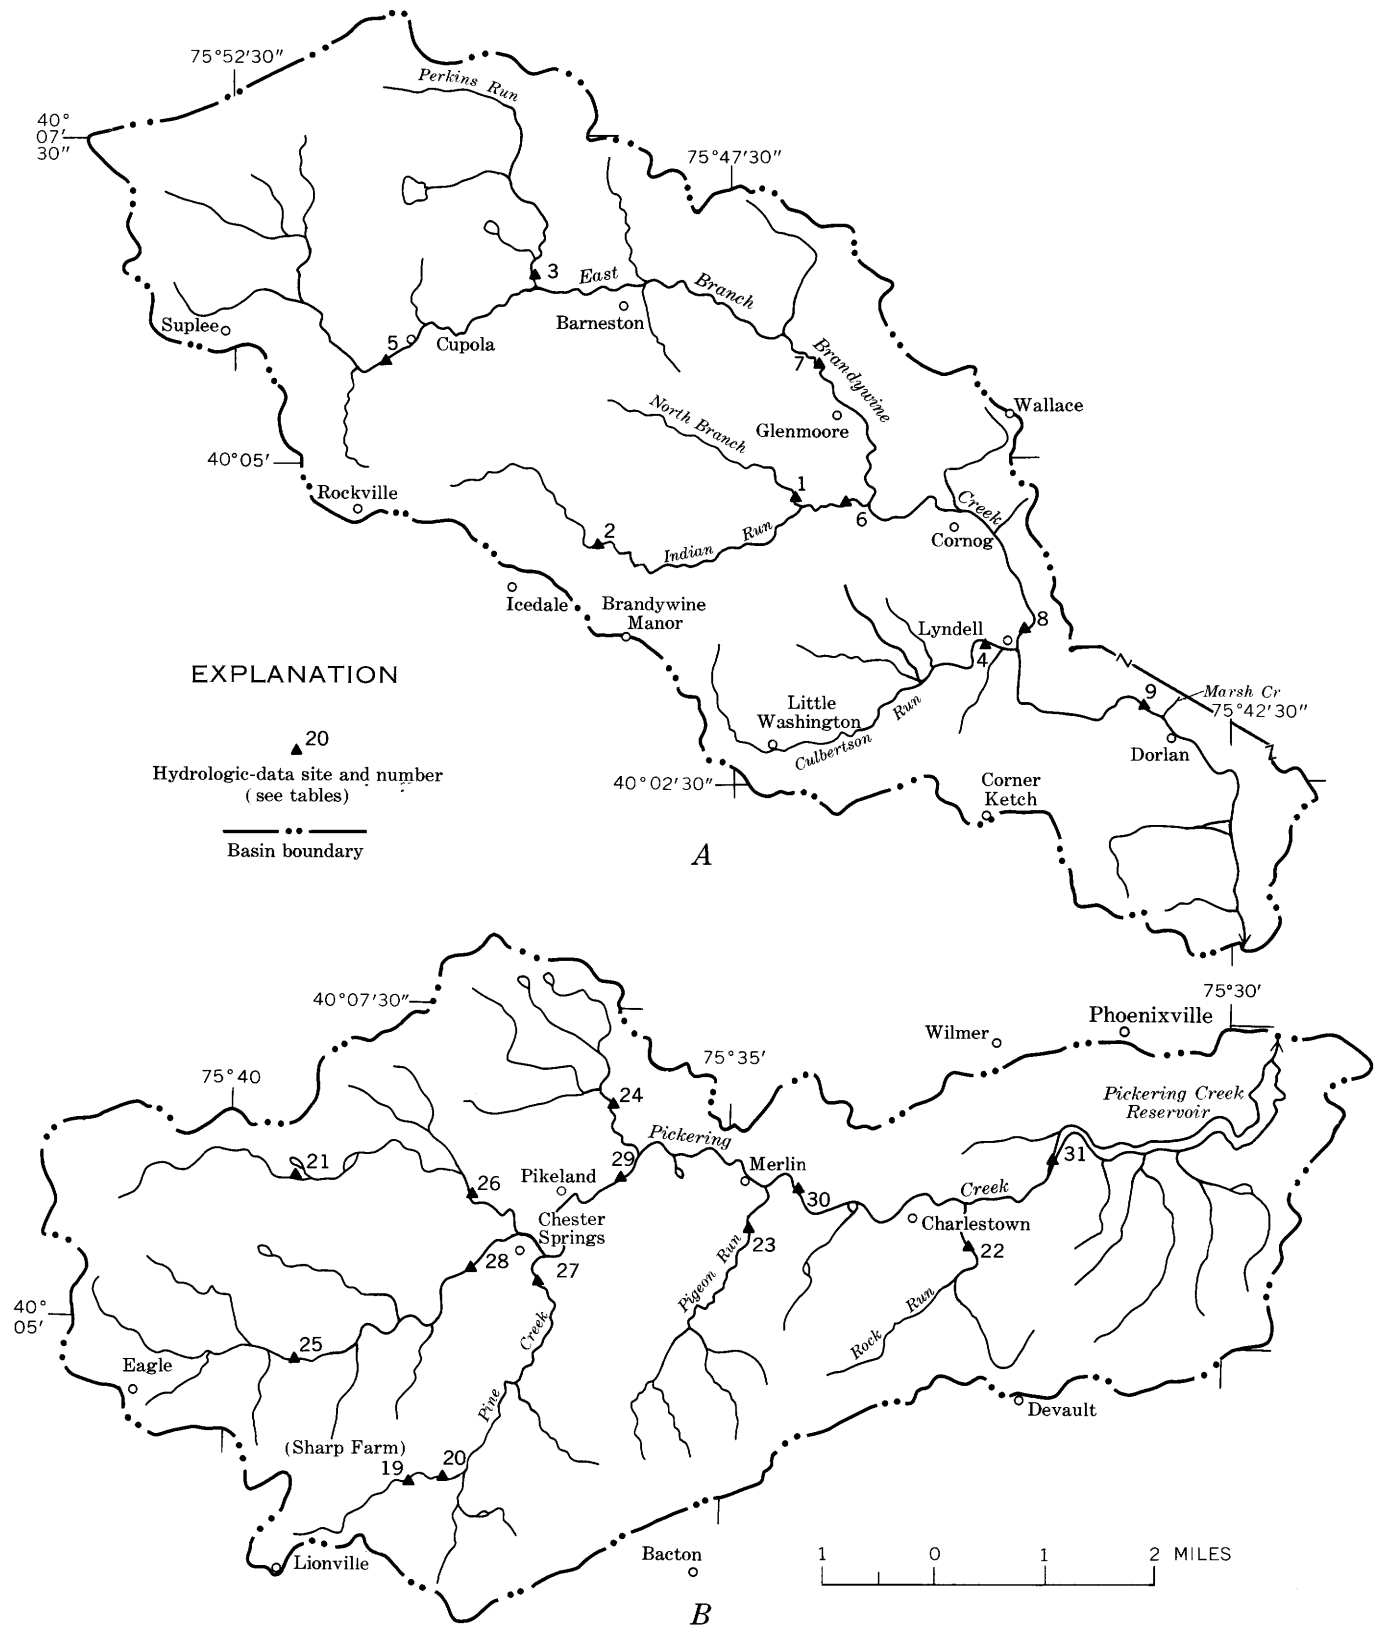 75°52′30″
Perkins Run
40°
07′
30″
75°47′30″
3
East
Branch
Barneston
Suplee
5
Cupola
7
Brandywine
Wallace
North Branch
Glenmoore
40°05′
Rockville
1
6
Creek
Cornog
2
Indian Run
Icedale
Brandywine
Manor
Lyndell
8
4
EXPLANATION
20
Hydrologic-data site and number
(see tables)
Basin boundary
Little
Washington
Run
Culbertson
9
Marsh Cr
75°42′30″
Dorlan
40°02′30″
Corner
Ketch
A
40°07′30″
75°30′
Phoenixville
Wilmer
75°35′
75°40
Pickering Creek
Reservoir
24
Pickering
21
29
Merlin
31
Pikeland
26
30
Creek
Chester
Springs
Charlestown
28
23
22
27
Pigeon Run
40°
05′
Creek
Rock Run
25
Eagle
Pine
Devault
(Sharp Farm)
19
20
Lionville
Bacton
1 0 1 2 MILES
B